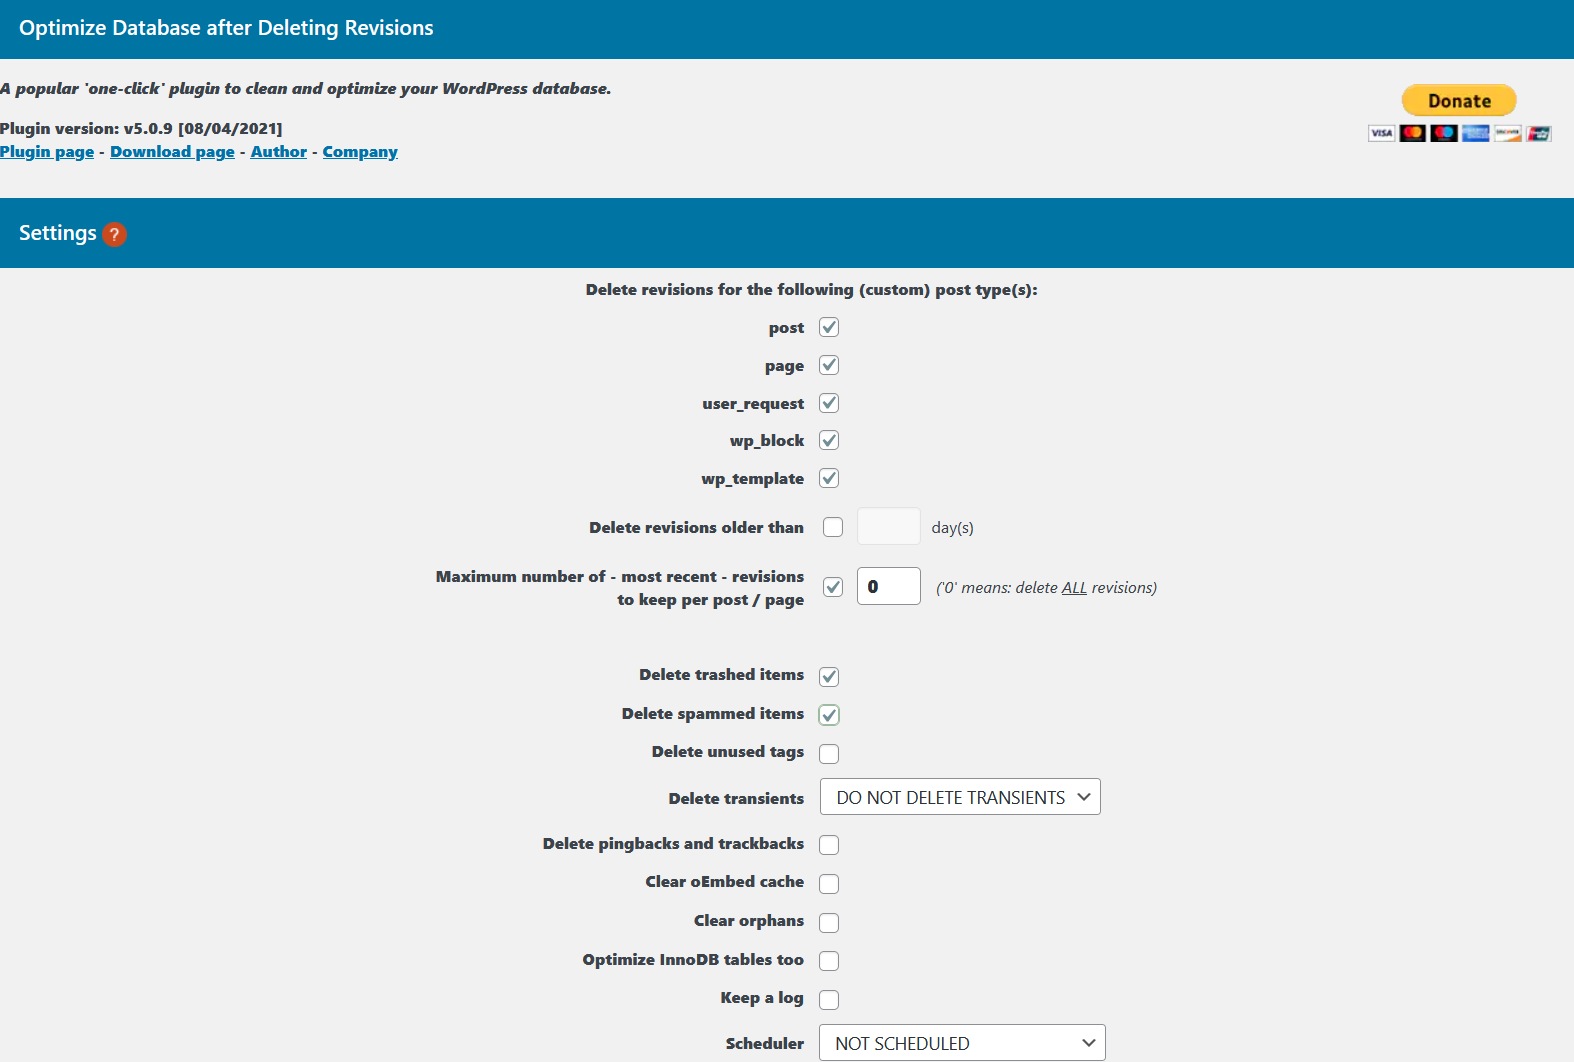 Optimize Database after Deleting Revisions
A popular 'one-click' plugin to clean and optimize your WordPress database.
Donate
Plugin version: v5.0.9 [08/04/2021]
VISA
Plugin page - Download page - Author - Company
Settings ?
Delete revisions for the following (custom) post type(s):
post
page
user_request
wp_block
wp_template
Delete revisions older than day(s)
Maximum number of - most recent - revisions
to keep per post / page 0 ('0' means: delete ALL revisions)
Delete trashed items
Delete spammed items
Delete unused tags
Delete transients DO NOT DELETE TRANSIENTS
Delete pingbacks and trackbacks
Clear oEmbed cache
Clear orphans
Optimize InnoDB tables too
Keep a log
Scheduler NOT SCHEDULED